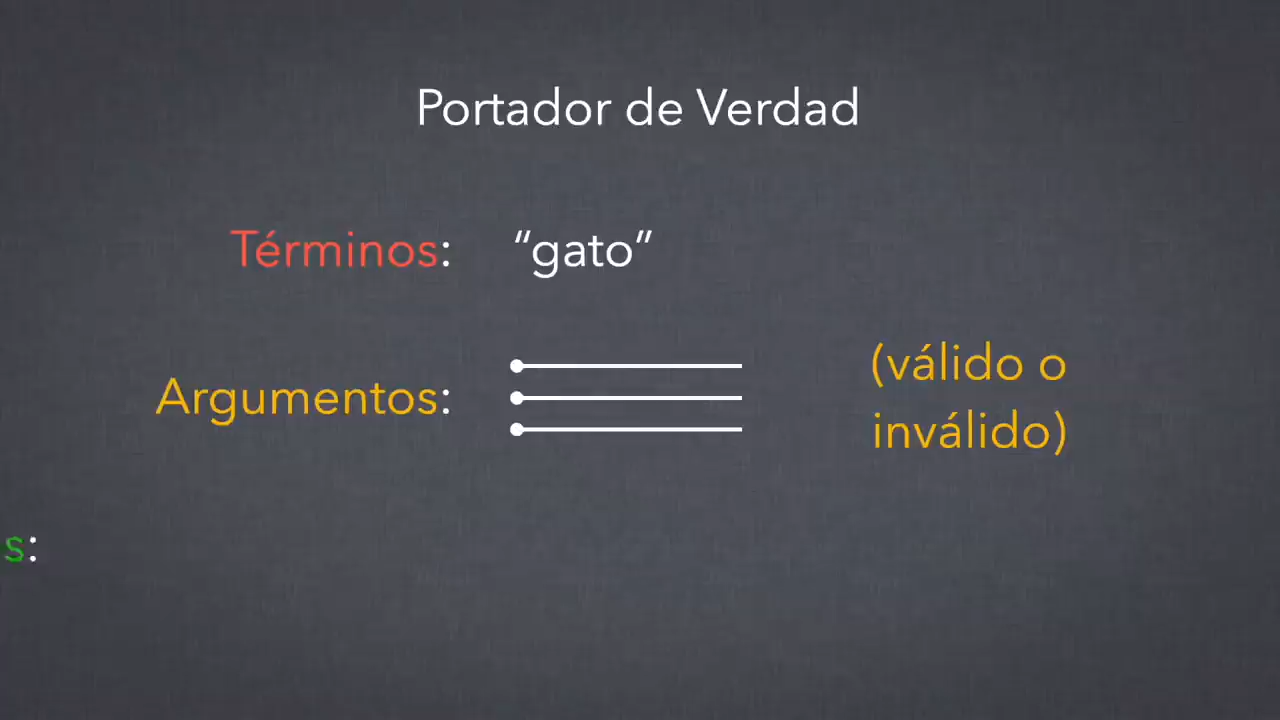 Portador de Verdad
Términos: “gato”
Argumentos:
(válido o
inválido)
s: